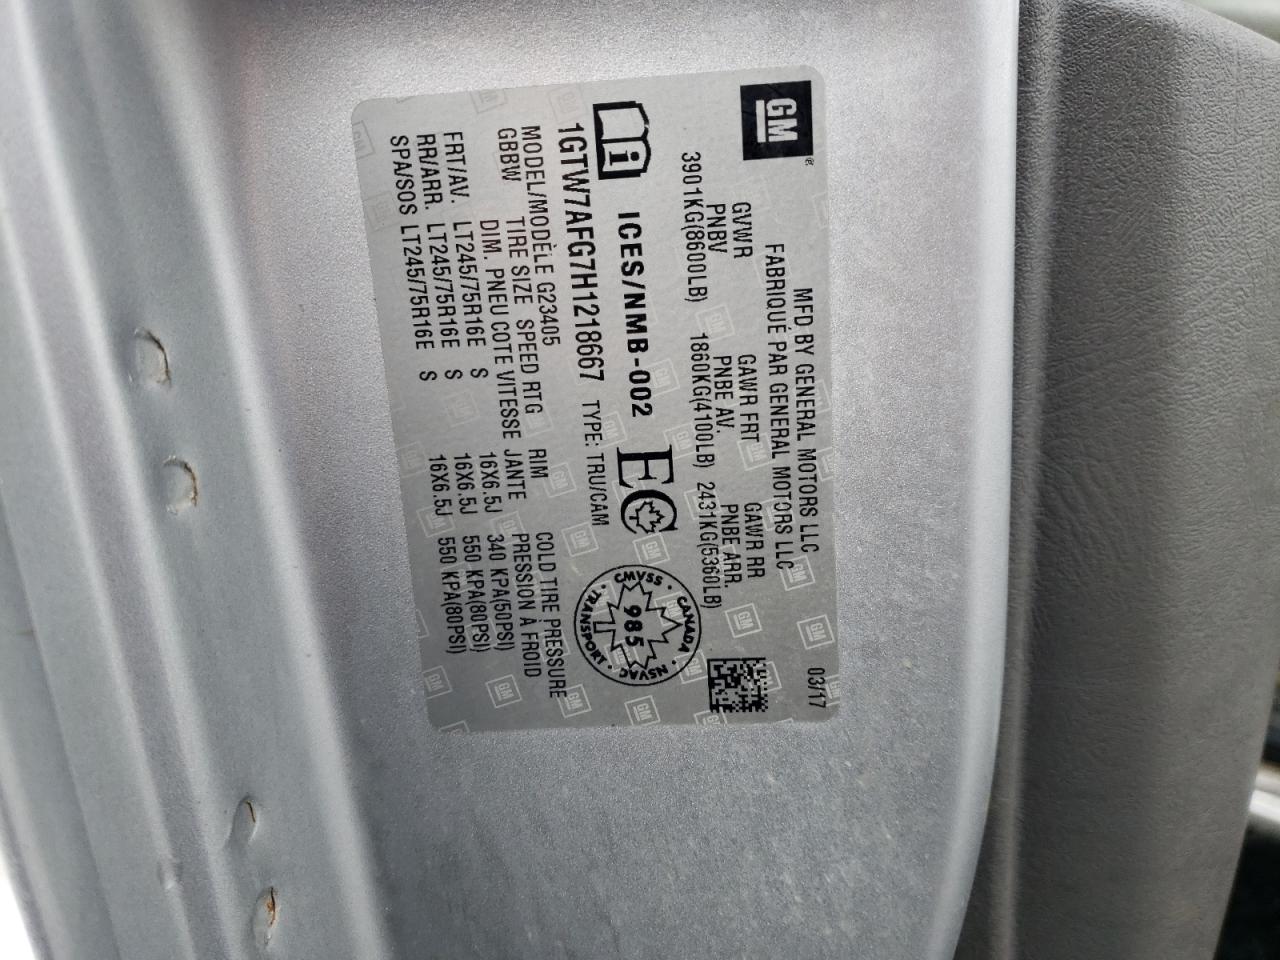 GM ®
MFD BY GENERAL MOTORS LLC 03/17
FABRIQUÉ PAR GENERAL MOTORS LLC
GVWR GAWR FRT GAWR RR
PNBV PNBE AV. PNBE ARR.
3901KG(8600LB) 1860KG(4100LB) 2431KG(5360LB)
i ICES/NMB-002 EC
CMVSS · CANADA · NSVAC · TRANSPORT ·
985
1GTW7AFG7H1218667 TYPE: TRU/CAM
MODEL/MODÈLE G23405
GBBW TIRE SIZE SPEED RTG RIM COLD TIRE PRESSURE
DIM. PNEU COTE VITESSE JANTE PRESSION À FROID
FRT/AV. LT245/75R16E S 16X6.5J 340 KPA(50PSI)
RR/ARR. LT245/75R16E S 16X6.5J 550 KPA(80PSI)
SPA/SOS LT245/75R16E S 16X6.5J 550 KPA(80PSI)